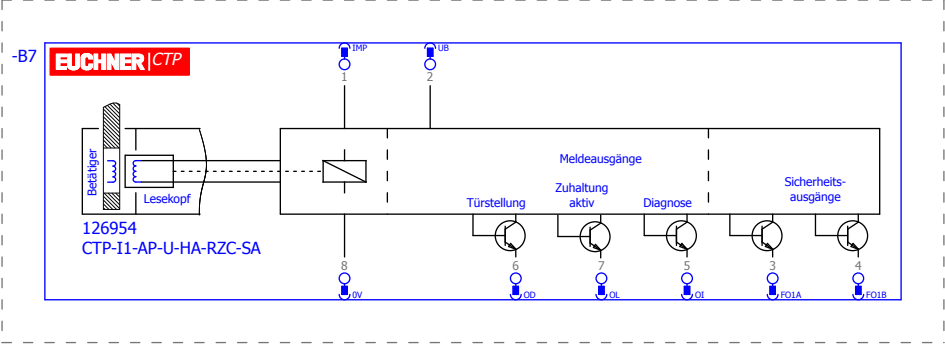 -B7
EUCHNER CTP
IMP
UB
1
2
Betätiger
Lesekopf
Meldeausgänge
Türstellung
Zuhaltung
aktiv
Diagnose
Sicherheits-
ausgänge
126954
CTP-I1-AP-U-HA-RZC-SA
8
6
7
5
3
4
0V
OD
OL
OI
FO1A
FO1B